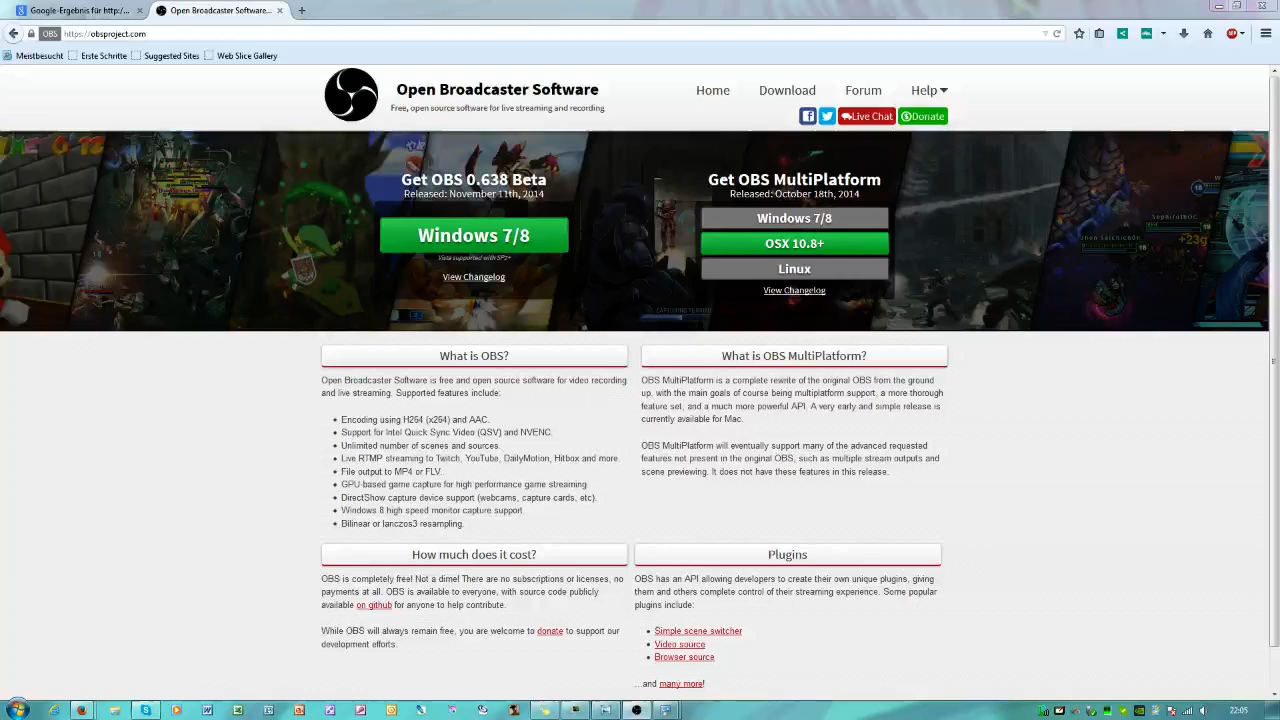 Google-Ergebnis für http:/...
Open Broadcaster Software...
OBS
https://obsproject.com
Meistbesucht
Erste Schritte
Suggested Sites
Web Slice Gallery
Open Broadcaster Software
Free, open source software for live streaming and recording.
Home
Download
Forum
Help
Live Chat
Donate
Get OBS 0.638 Beta
Released: November 11th, 2014
Windows 7/8
Vista supported with SP2+
View Changelog
Get OBS MultiPlatform
Released: October 18th, 2014
Windows 7/8
OSX 10.8+
Linux
View Changelog
+23g
What is OBS?
Open Broadcaster Software is free and open source software for video recording
and live streaming. Supported features include:
Encoding using H264 (x264) and AAC.
Support for Intel Quick Sync Video (QSV) and NVENC.
Unlimited number of scenes and sources.
Live RTMP streaming to Twitch, YouTube, DailyMotion, Hitbox and more.
File output to MP4 or FLV.
GPU-based game capture for high performance game streaming.
DirectShow capture device support (webcams, capture cards, etc).
Windows 8 high speed monitor capture support.
Bilinear or lanczos3 resampling.
What is OBS MultiPlatform?
OBS MultiPlatform is a complete rewrite of the original OBS from the ground
up, with the main goals of course being multiplatform support, a more thorough
feature set, and a much more powerful API. A very early and simple release is
currently available for Mac.
OBS MultiPlatform will eventually support many of the advanced requested
features not present in the original OBS, such as multiple stream outputs and
scene previewing. It does not have these features in this release.
How much does it cost?
OBS is completely free! Not a dime! There are no subscriptions or licenses, no
payments at all. OBS is available to everyone, with source code publicly
available on github for anyone to help contribute.
While OBS will always remain free, you are welcome to donate to support our
development efforts.
Plugins
OBS has an API allowing developers to create their own unique plugins, giving
them and others complete control of their streaming experience. Some popular
plugins include:
Simple scene switcher
Video source
Browser source
...and many more!
22:05